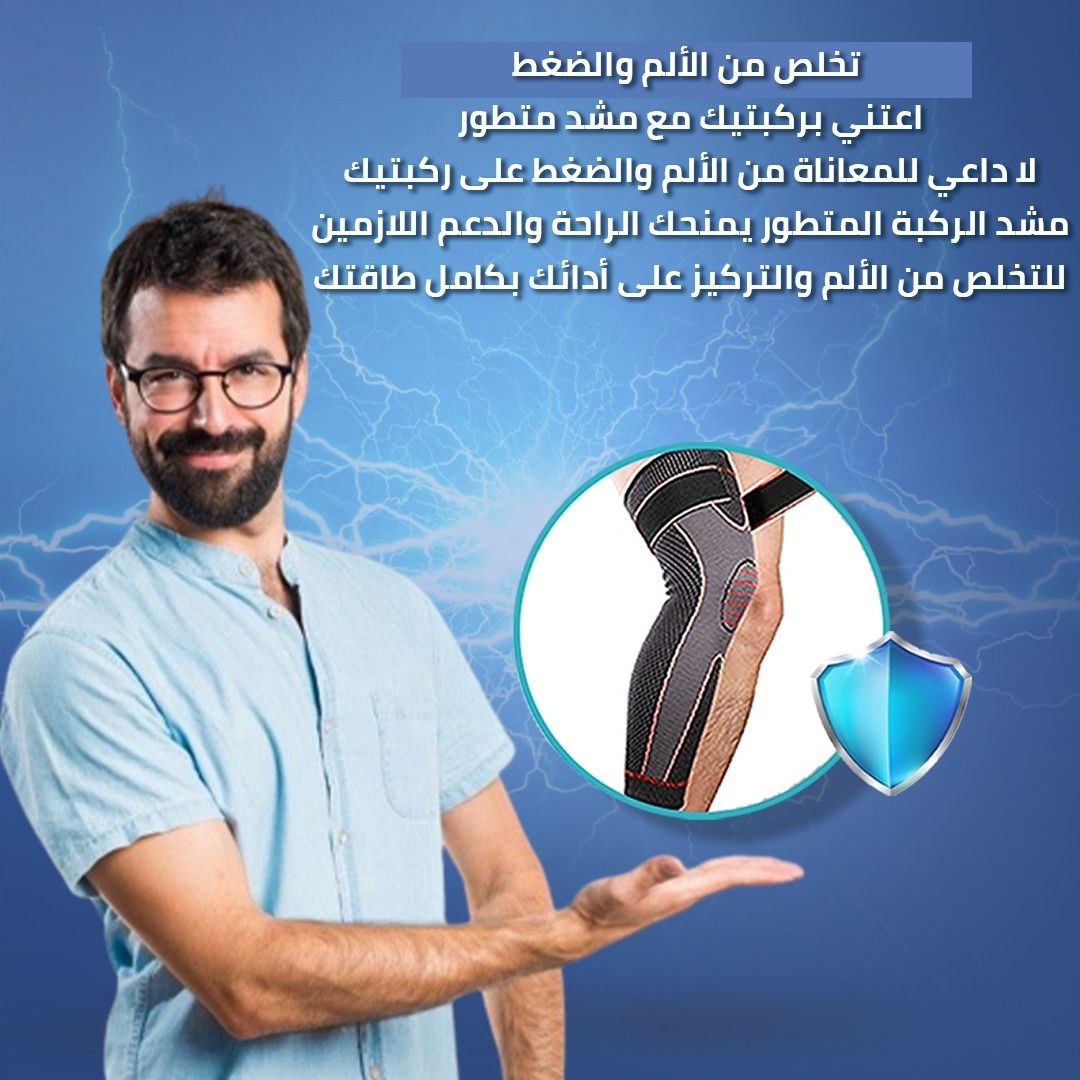 تخلص من الألم والضغط
اعتني بركبتيك مع مشد متطور
لا داعي للمعاناة من الألم والضغط على ركبتيك
مشد الركبة المتطور يمنحك الراحة والدعم اللازمين
للتخلص من الألم والتركيز على أدائك بكامل طاقتك